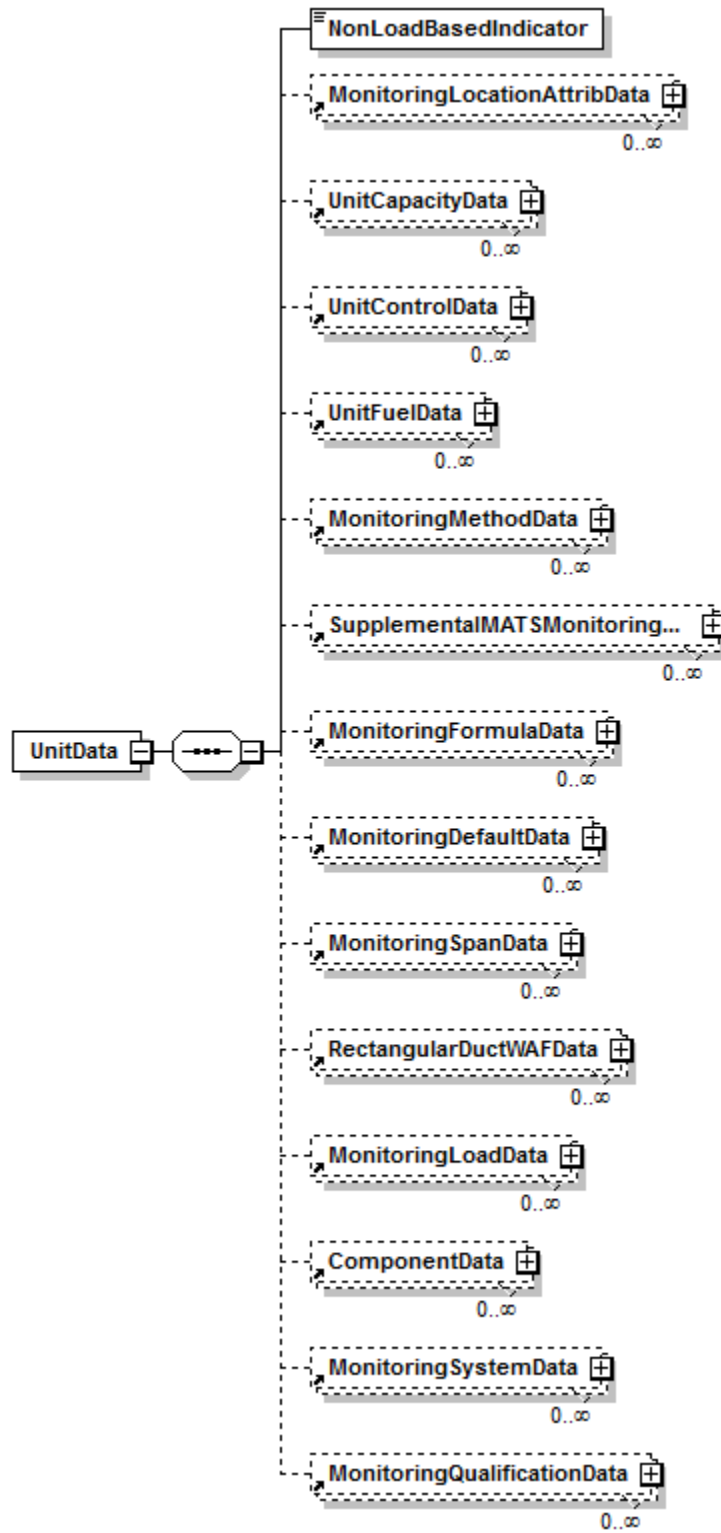 NonLoadBasedIndicator
MonitoringLocationAttribData
0..∞
UnitCapacityData
0..∞
UnitControlData
0..∞
UnitFuelData
0..∞
MonitoringMethodData
0..∞
SupplementalMATSMonitoring...
0..∞
MonitoringFormulaData
UnitData
0..∞
MonitoringDefaultData
0..∞
MonitoringSpanData
0..∞
RectangularDuctWAFData
0..∞
MonitoringLoadData
0..∞
ComponentData
0..∞
MonitoringSystemData
0..∞
MonitoringQualificationData
0..∞